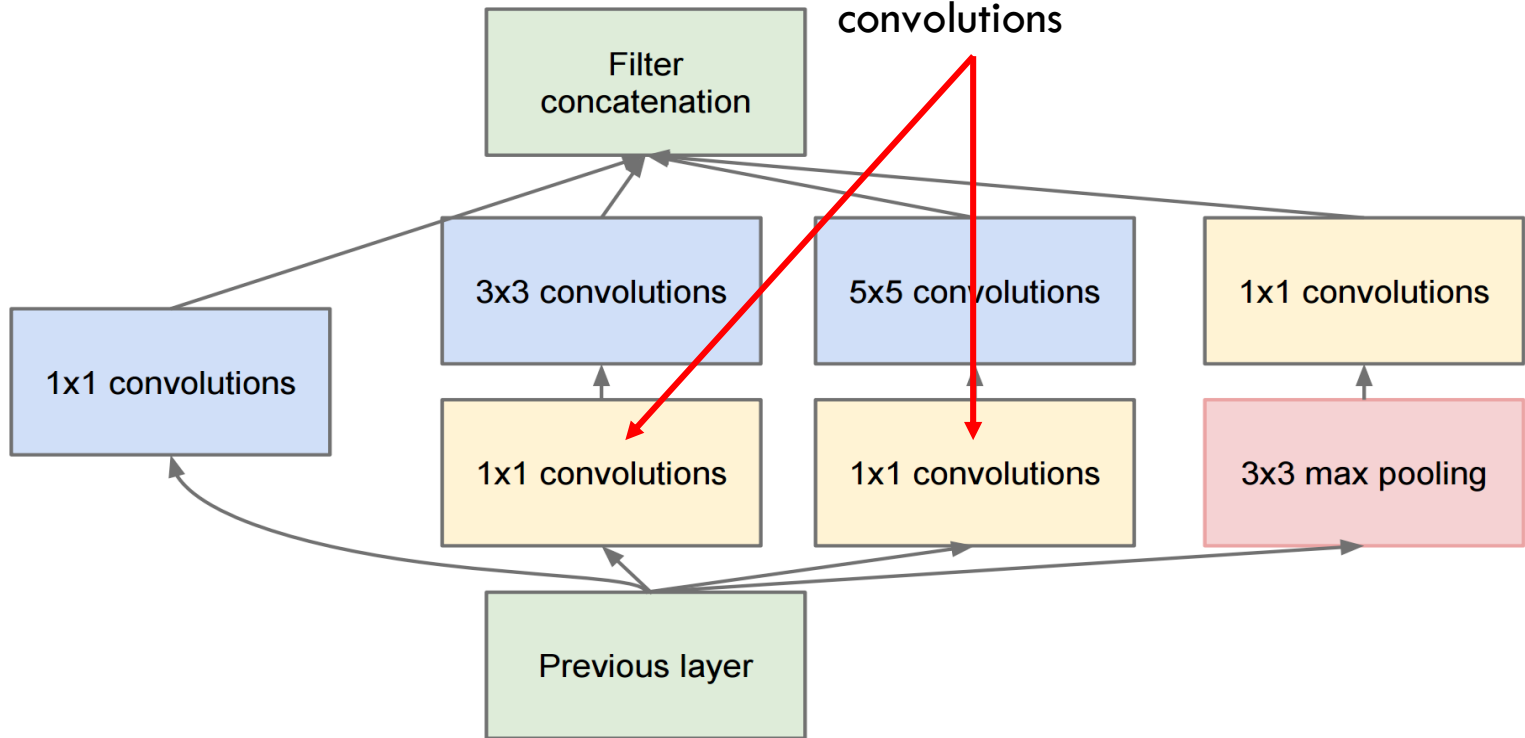 convolutions
Filter
concatenation
3x3 convolutions
5x5 convolutions
1x1 convolutions
1x1 convolutions
1x1 convolutions
1x1 convolutions
3x3 max pooling
Previous layer